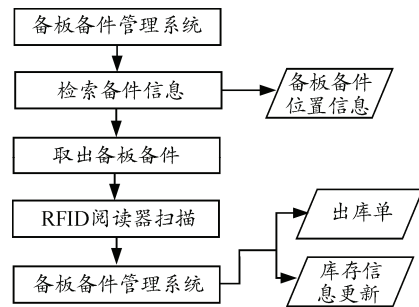 备板备件管理系统
检索备件信息
备板备件
位置信息
取出备板备件
RFID阅读器扫描
出库单
备板备件管理系统
库存信
息更新